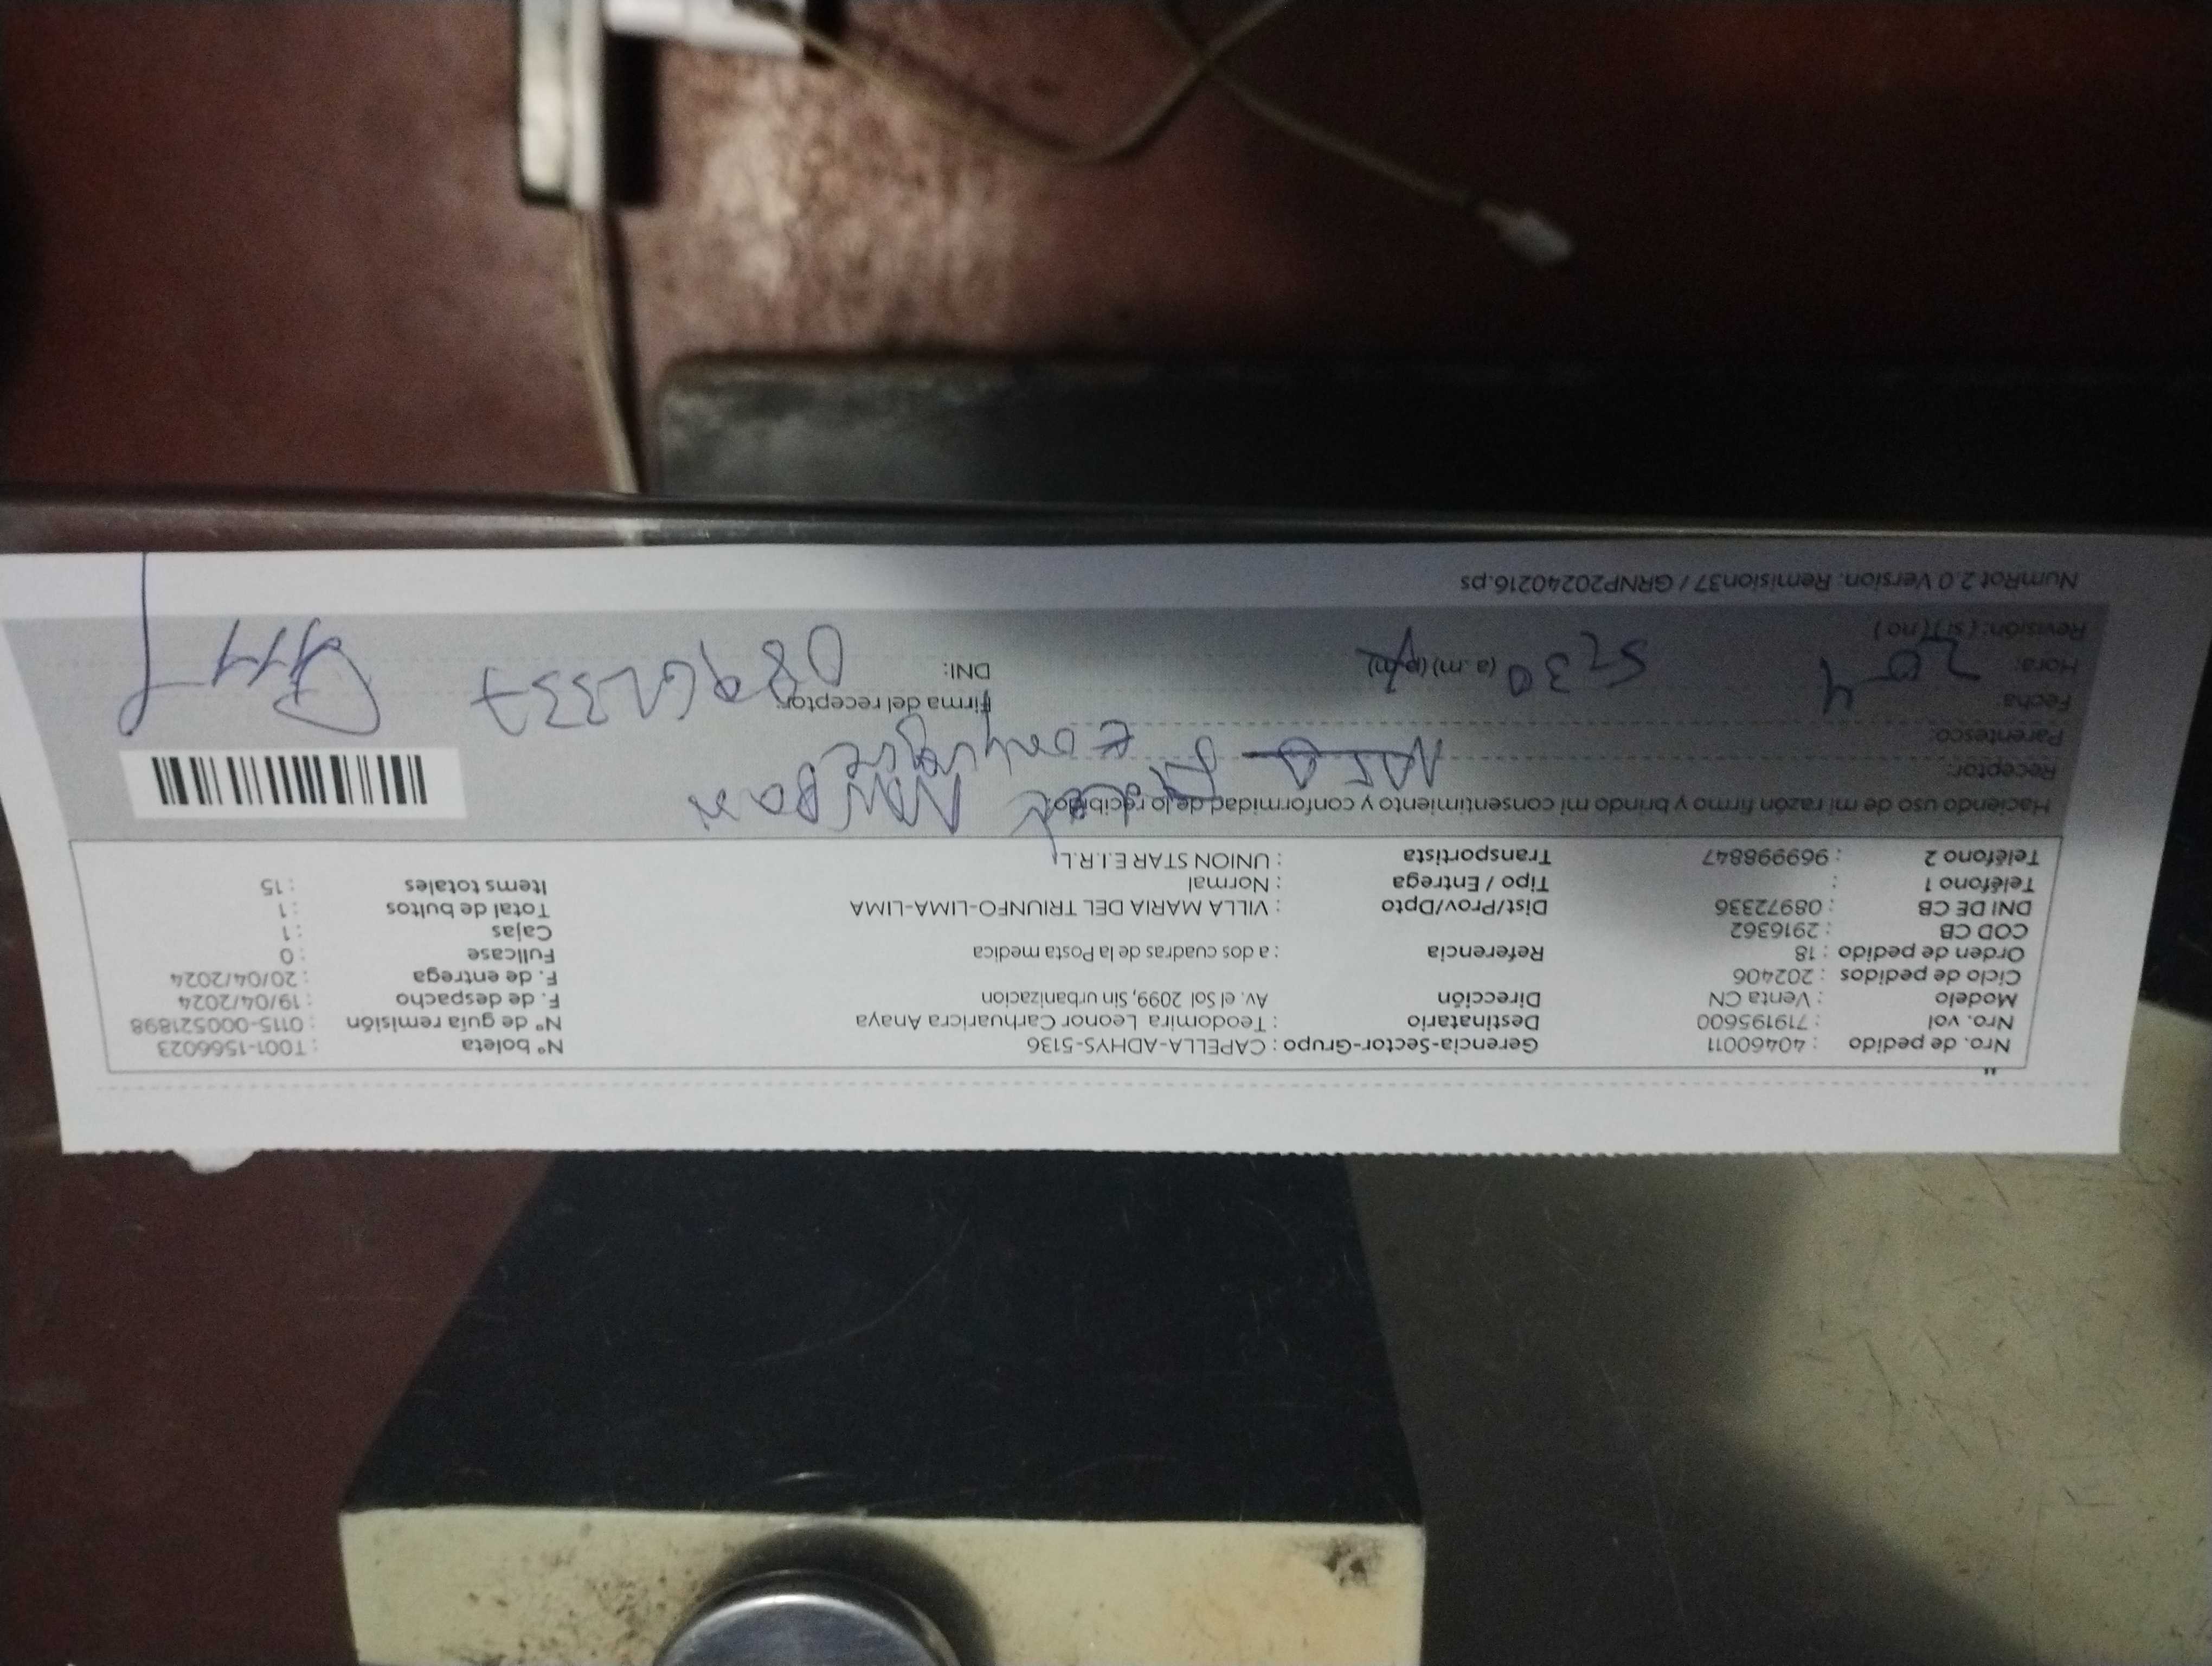 Nro. de pedido : 40460011 Gerencia-Sector-Grupo : CAPELLA-ADHYS-5136 Nº boleta : T001-1566023
Nro. vol : 719195600 Destinatario : Teodomira Leonor Carhuaricra Anaya Nº de guía remisión : 0115-000521898
Modelo : Venta CN Dirección Av. el Sol 2099, Sin urbanizacion F. de despacho : 19/04/2024
Ciclo de pedidos : 202406 F. de entrega : 20/04/2024
Orden de pedido : 18 Referencia : a dos cuadras de la Posta medica Fullcase : 0
COD CB : 2916362 Cajas : 1
DNI DE CB : 08972336 Dist/Prov/Dpto : VILLA MARIA DEL TRIUNFO-LIMA-LIMA Total de bultos : 1
Teléfono 1 : Tipo / Entrega : Normal Items totales : 15
Teléfono 2 : 969998847 Transportista : UNION STAR E.I.R.L.
Haciendo uso de mi razón firmo y brindo mi consentimiento y conformidad de lo recibido:
Receptor:
Parentesco:
Fecha: 20 4 Firma del receptor:
Hora: 5:30 (a.m) (p.m) DNI:
Revisión: ( si ) ( no )
NumRot 2.0 Version: Remision37 / GRNP20240216.ps